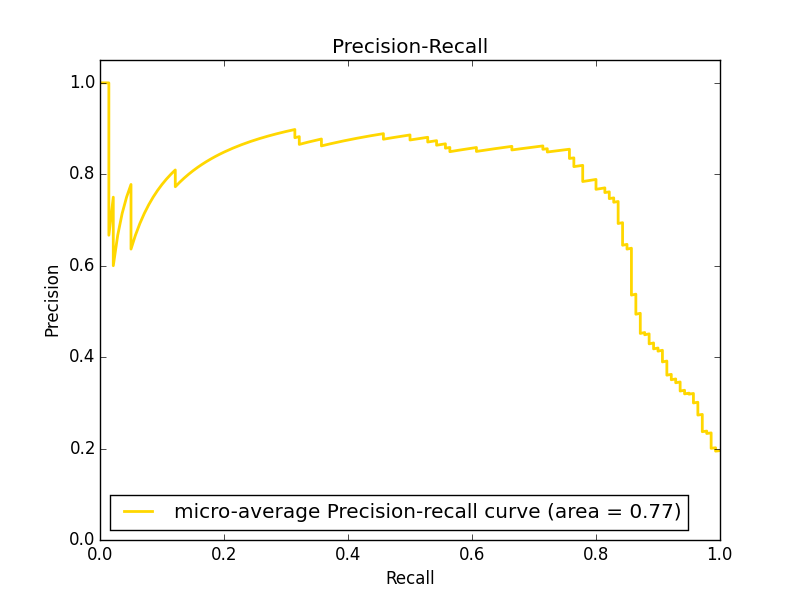 Precision-Recall
1.0
0.8
0.6
0.4
0.2
0.0
Precision
micro-average Precision-recall curve (area = 0.77)
0.0 0.2 0.4 0.6 0.8 1.0
Recall